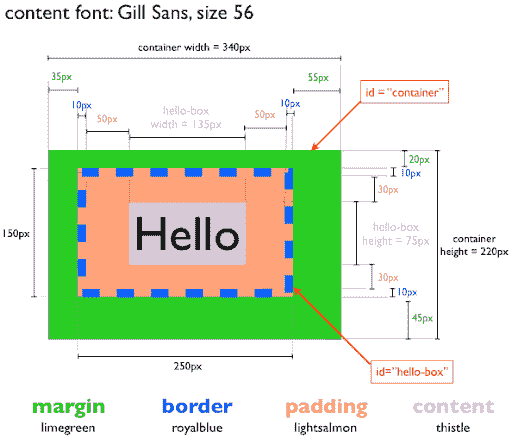 content font: Gill Sans, size 56
container width = 340px
35px
55px
10px
50px
hello-box
width = 135px
50px
10px
id ="container"
20px
10px
30px
Hello
150px
hello-box
height = 75px
container
height = 220px
30px
10px
45px
250px
id="hello-box"
margin
border
padding
content
limegreen
royalblue
lightsalmon
thistle